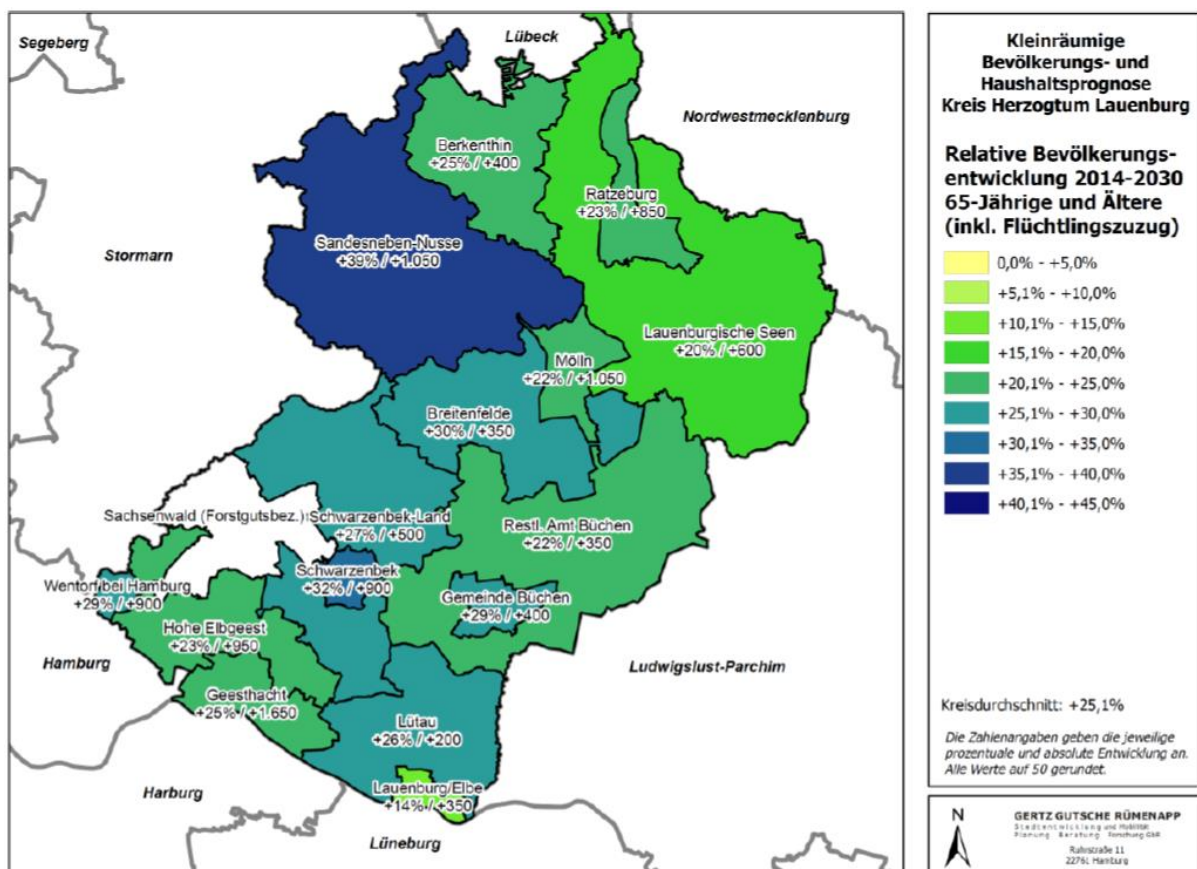 Segeberg
Lübeck
Nordwestmecklenburg
Berkenthin
+25% / +400
Ratzeburg
+23% / +850
Stormarn
Sandesneben-Nusse
+39% / +1.050
Lauenburgische Seen
+20% / +600
Mölln
+22% / +1.050
Breitenfelde
+30% / +350
Sachsenwald (Forstgutsbez.)
Schwarzenbek-Land
+27% / +500
Restl. Amt Büchen
+22% / +350
Wentorf bei Hamburg
+29% / +900
Schwarzenbek
+32% / +900
Gemeinde Büchen
+29% / +400
Hohe Elbgeest
+23% / +950
Hamburg
Ludwigslust-Parchim
Geesthacht
+25% / +1.650
Lütau
+26% / +200
Harburg
Lauenburg/Elbe
+14% / +350
Lüneburg
Kleinräumige
Bevölkerungs- und
Haushaltsprognose
Kreis Herzogtum Lauenburg
Relative Bevölkerungs-
entwicklung 2014-2030
65-Jährige und Ältere
(inkl. Flüchtlingszuzug)
0,0% - +5,0%
+5,1% - +10,0%
+10,1% - +15,0%
+15,1% - +20,0%
+20,1% - +25,0%
+25,1% - +30,0%
+30,1% - +35,0%
+35,1% - +40,0%
+40,1% - +45,0%
Kreisdurchschnitt: +25,1%
Die Zahlenangaben geben die jeweilige
prozentuale und absolute Entwicklung an.
Alle Werte auf 50 gerundet.
N
GERTZ GUTSCHE RÜMENAPP
Stadtentwicklung und Mobilität
Planung Beratung Forschung GbR
Ruhrstraße 11
22761 Hamburg